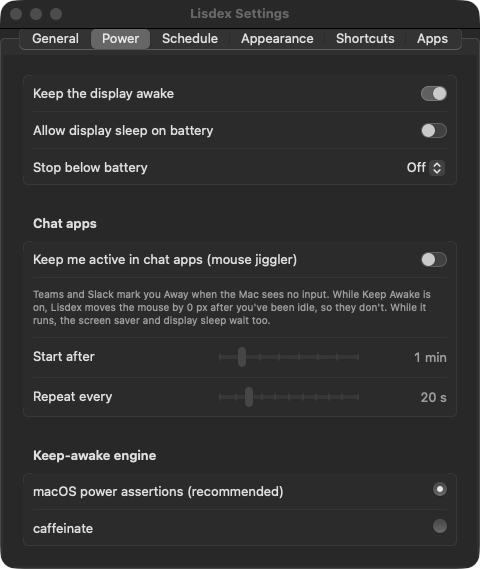 Lisdex Settings
General Power Schedule Appearance Shortcuts Apps
Keep the display awake
Allow display sleep on battery
Stop below battery Off
Chat apps
Keep me active in chat apps (mouse jiggler)
Teams and Slack mark you Away when the Mac sees no input. While Keep Awake is
on, Lisdex moves the mouse by 0 px after you've been idle, so they don't. While it
runs, the screen saver and display sleep wait too.
Start after 1 min
Repeat every 20 s
Keep-awake engine
macOS power assertions (recommended)
caffeinate